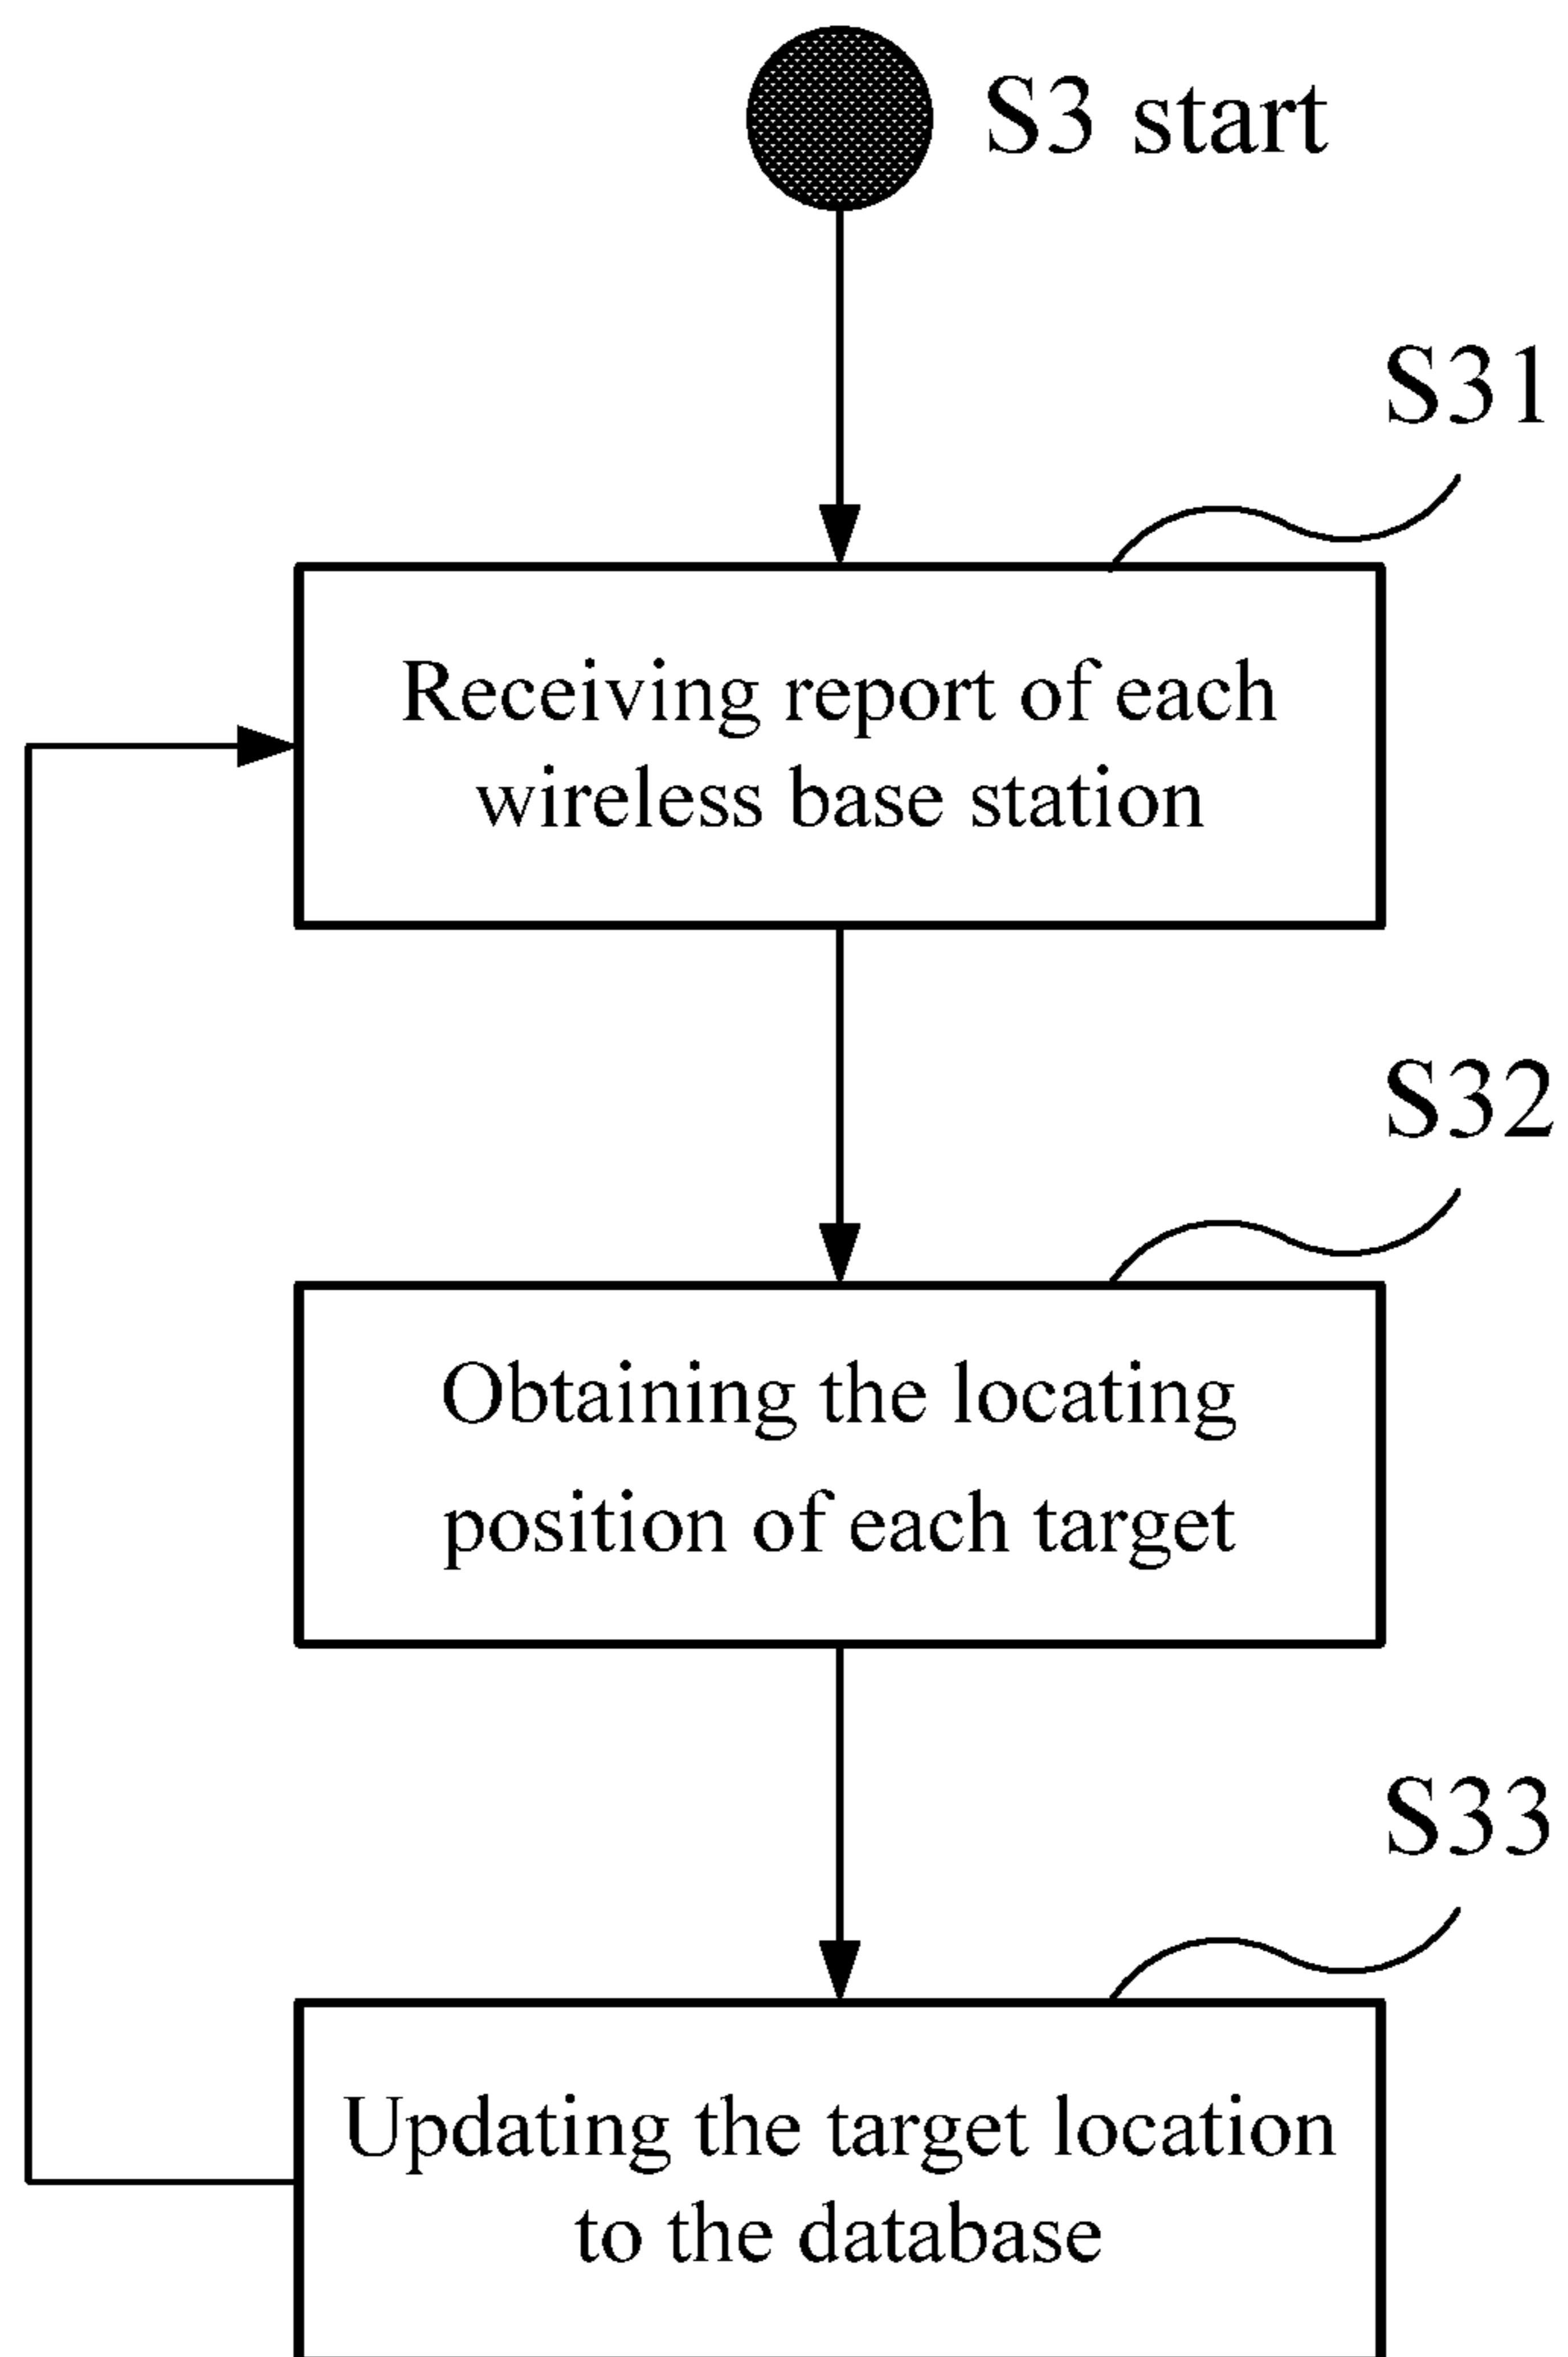 S3 start
S31
Receiving report of each
wireless base station
S32
Obtaining the locating
position of each target
S33
Updating the target location
to the database